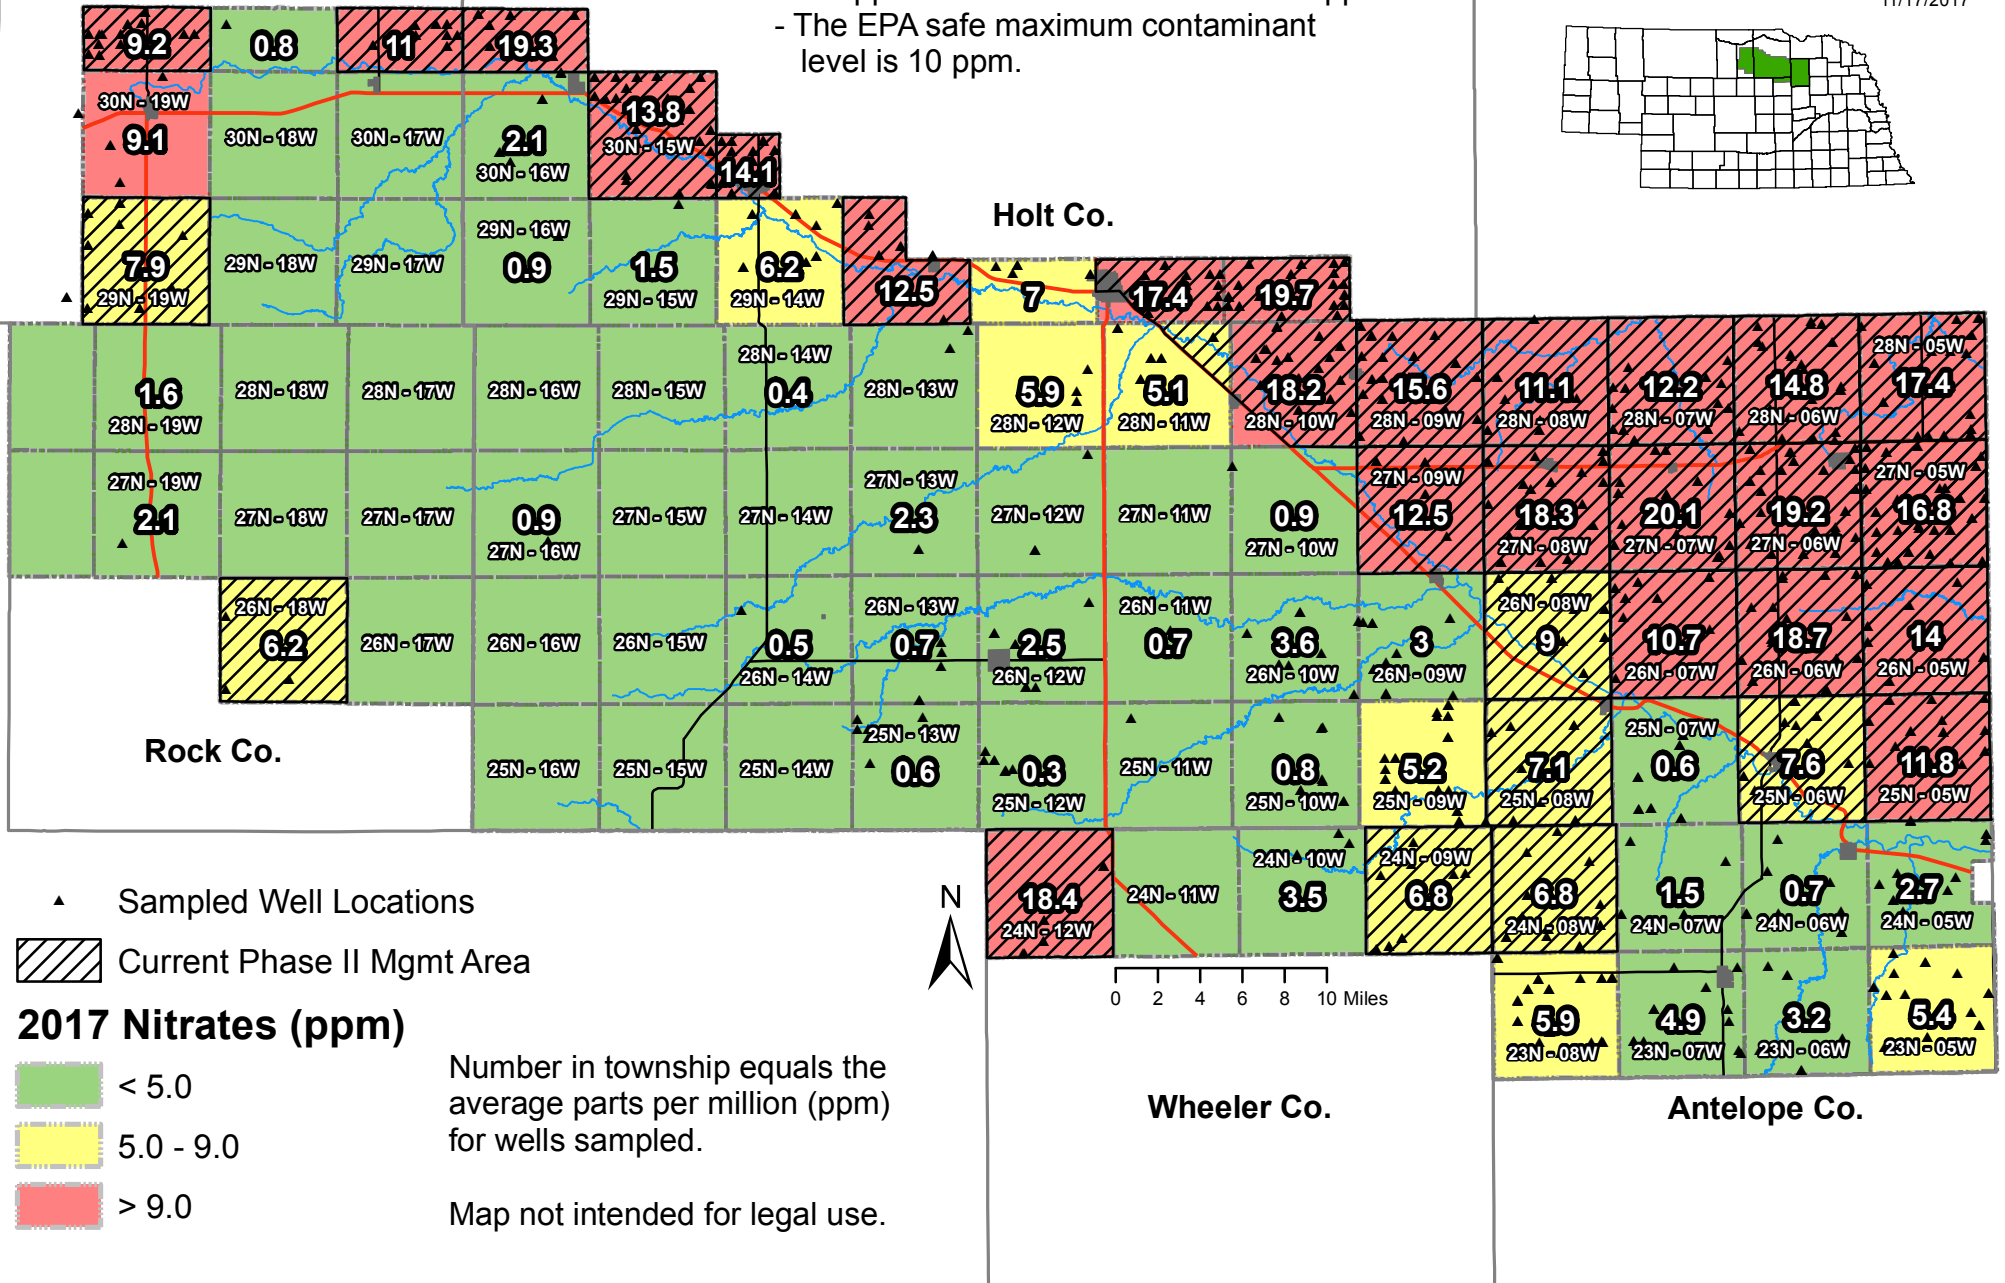 - The EPA safe maximum contaminant
level is 10 ppm.
11/17/2017
9.2
0.8
11
19.3
30N - 19W
9.1
30N - 18W
30N - 17W
2.1
30N - 16W
13.8
30N - 15W
14.1
Holt Co.
7.9
29N - 19W
29N - 18W
29N - 17W
29N - 16W
0.9
1.5
29N - 15W
6.2
29N - 14W
12.5
7
17.4
19.7
1.6
28N - 19W
28N - 18W
28N - 17W
28N - 16W
28N - 15W
28N - 14W
0.4
28N - 13W
5.9
28N - 12W
5.1
28N - 11W
18.2
28N - 10W
15.6
28N - 09W
11.1
28N - 08W
12.2
28N - 07W
14.8
28N - 06W
28N - 05W
17.4
27N - 19W
2.1
27N - 18W
27N - 17W
0.9
27N - 16W
27N - 15W
27N - 14W
27N - 13W
2.3
27N - 12W
27N - 11W
0.9
27N - 10W
27N - 09W
12.5
18.3
27N - 08W
20.1
27N - 07W
19.2
27N - 06W
27N - 05W
16.8
26N - 18W
6.2
26N - 17W
26N - 16W
26N - 15W
0.5
26N - 14W
26N - 13W
0.7
2.5
26N - 12W
26N - 11W
0.7
3.6
26N - 10W
3
26N - 09W
26N - 08W
9
10.7
26N - 07W
18.7
26N - 06W
14
26N - 05W
Rock Co.
25N - 16W
25N - 15W
25N - 14W
25N - 13W
0.6
0.3
25N - 12W
25N - 11W
0.8
25N - 10W
5.2
25N - 09W
7.1
25N - 08W
25N - 07W
0.6
7.6
25N - 06W
11.8
25N - 05W
18.4
24N - 12W
24N - 11W
24N - 10W
3.5
24N - 09W
6.8
6.8
24N - 08W
1.5
24N - 07W
0.7
24N - 06W
2.7
24N - 05W
5.9
23N - 08W
4.9
23N - 07W
3.2
23N - 06W
5.4
23N - 05W
N
0 2 4 6 8 10 Miles
Wheeler Co.
Antelope Co.
Sampled Well Locations
Current Phase II Mgmt Area
2017 Nitrates (ppm)
< 5.0
5.0 - 9.0
> 9.0
Number in township equals the
average parts per million (ppm)
for wells sampled.
Map not intended for legal use.